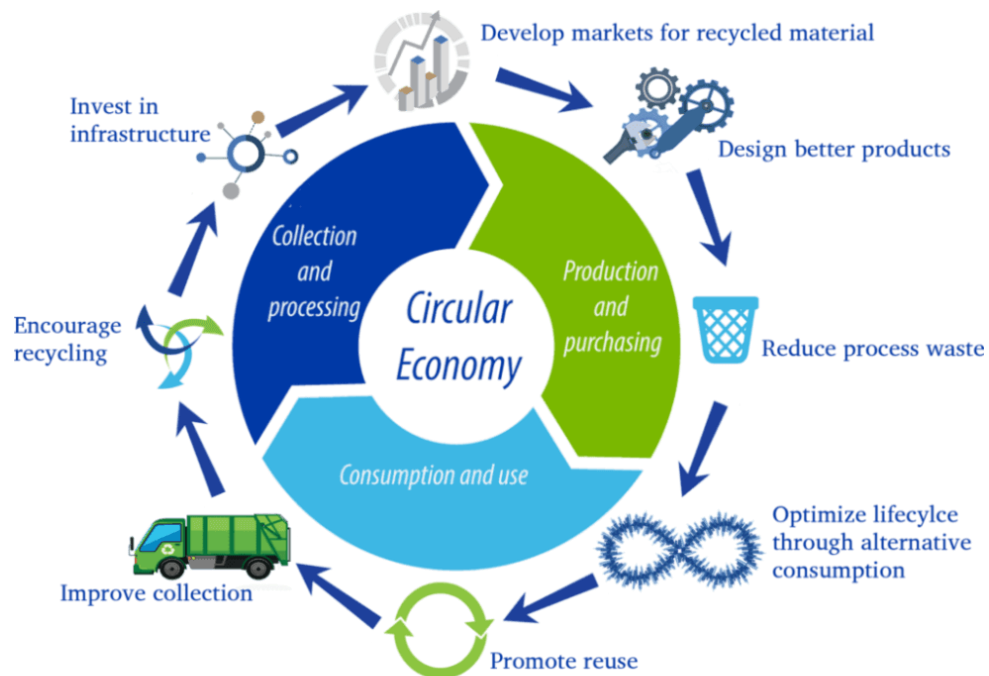 Develop markets for recycled material
Invest in
infrastructure
Design better products
Collection
and
processing
Production
and
purchasing
Circular
Economy
Encourage
recycling
Reduce process waste
Consumption and use
Optimize lifecylce
through alternative
consumption
Improve collection
Promote reuse